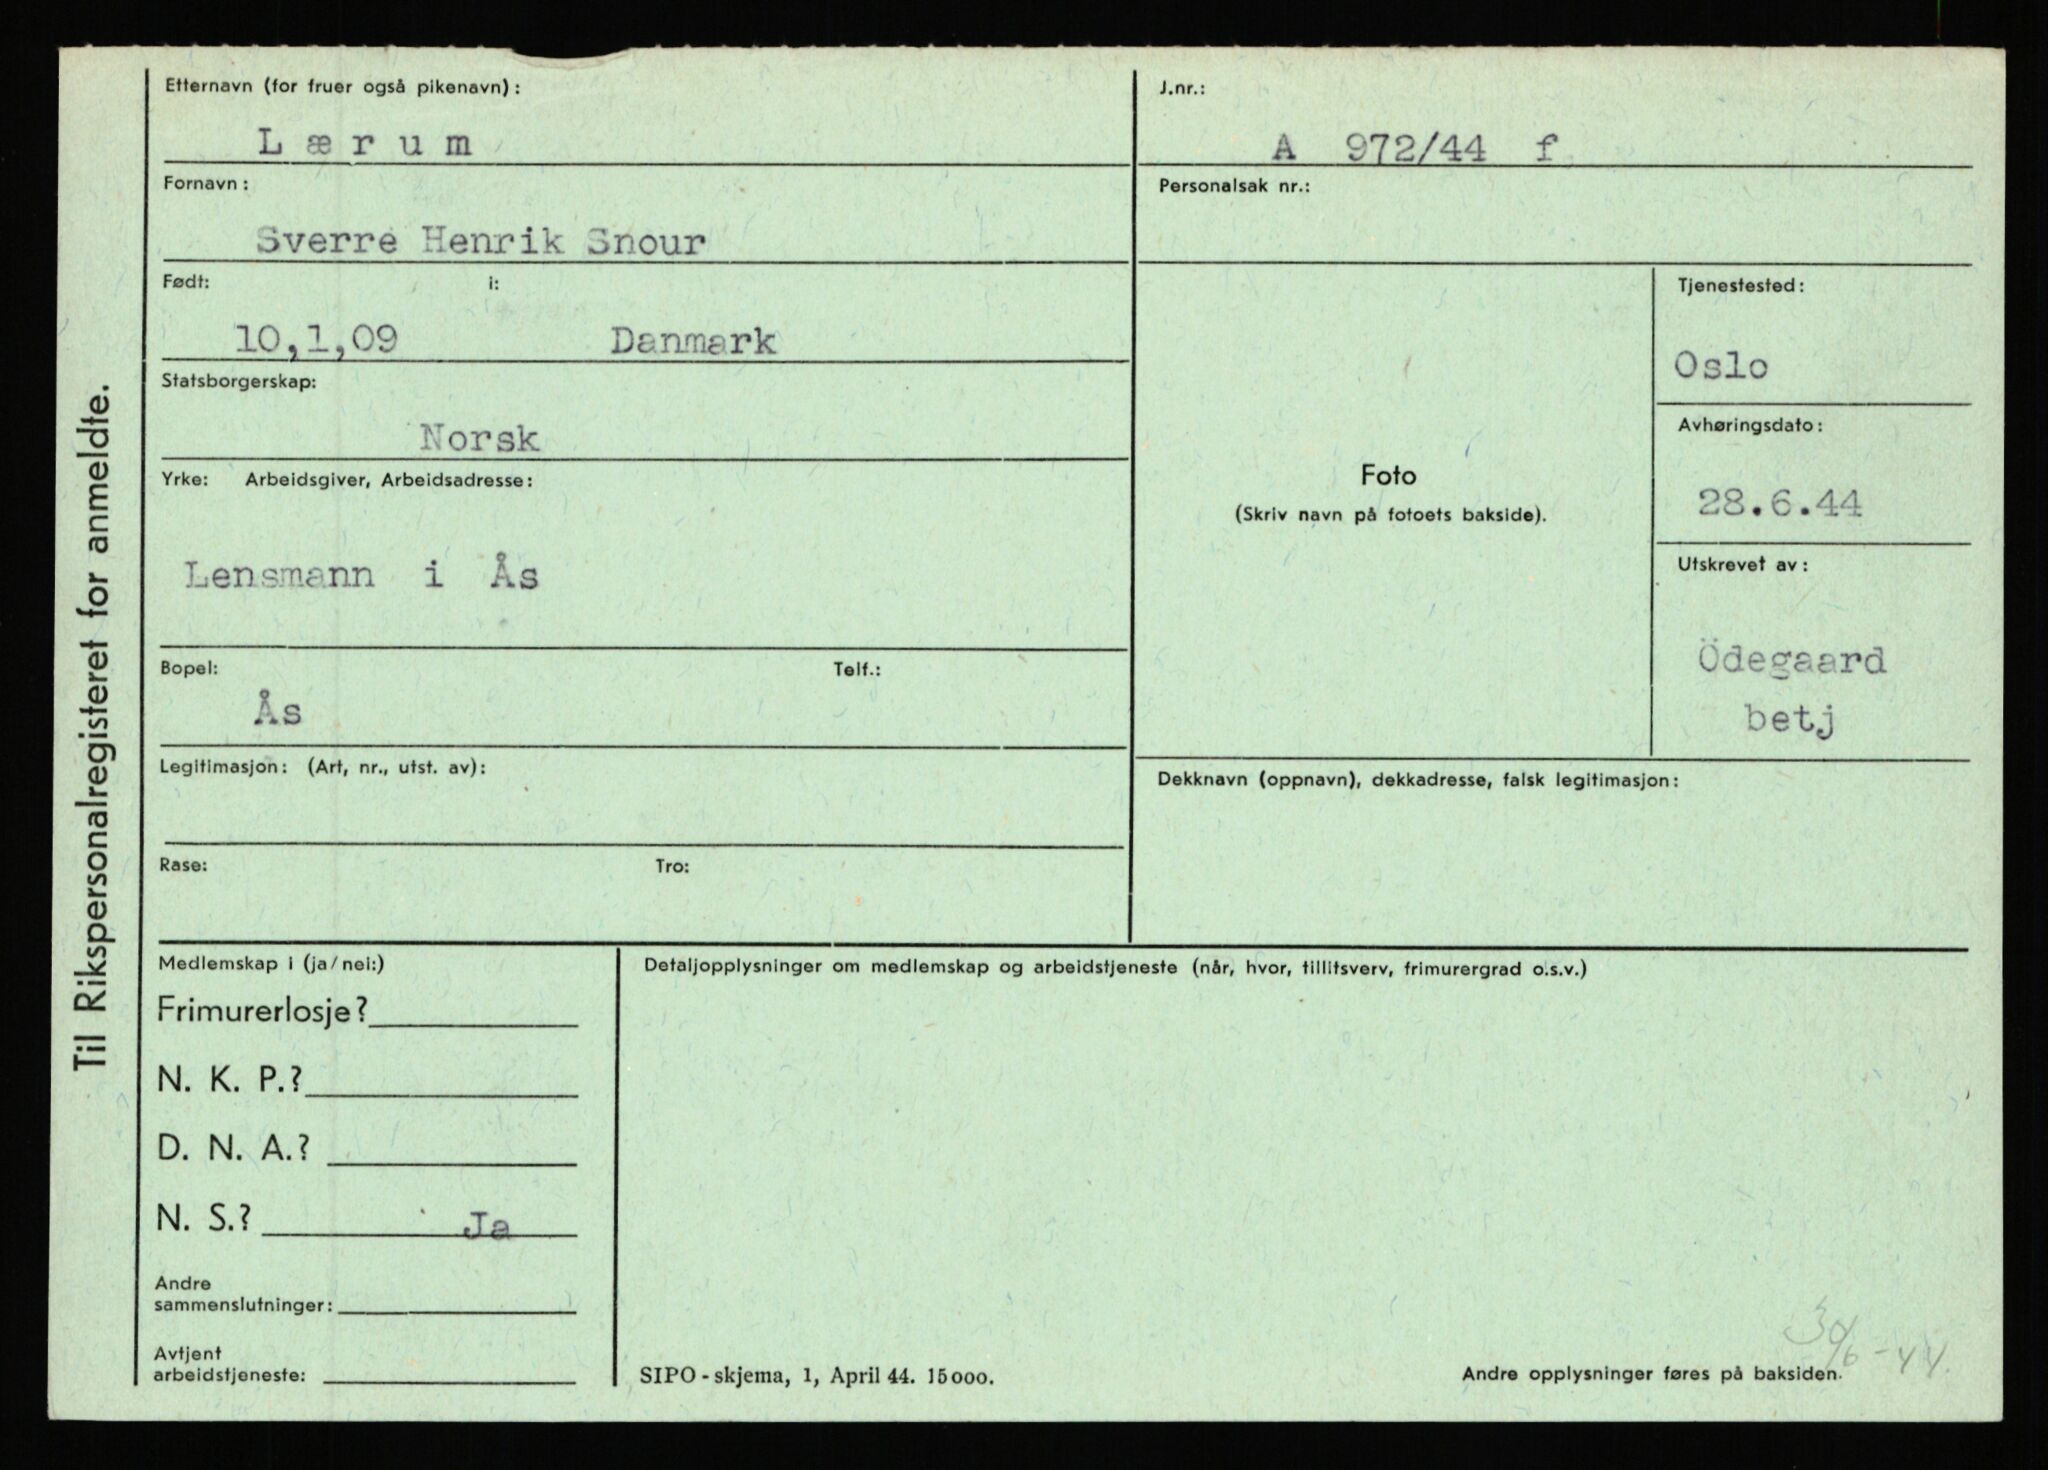 Til Rikspersonalregisteret for anmeldte.
Etternavn (for fruer også pikenavn):
Lærum
Fornavn:
Sverre Henrik Snour
Født: i:
10,1,09 Danmark
Statsborgerskap:
Norsk
Yrke: Arbeidsgiver, Arbeidsadresse:
Lensmann i Ås
Bopel: Telf.:
Ås
Legitimasjon: (Art, nr., utst. av):
Rase: Tro:
J.nr.:
A 972/44 f
Personalsak nr.:
Foto
(Skriv navn på fotoets bakside).
Tjenestested:
Oslo
Avhøringsdato:
28.6.44
Utskrevet av:
Ödegaard
betj
Dekknavn (oppnavn), dekkadresse, falsk legitimasjon:
Medlemskap i (ja/nei:)
Frimurerlosje?
N. K. P.?
D. N. A.?
N. S.? Ja
Andre
sammenslutninger:
Avtjent
arbeidstjeneste:
Detaljopplysninger om medlemskap og arbeidstjeneste (når, hvor, tillitsverv, frimurergrad o.s.v.)
30/6-44
SIPO - skjema, 1, April 44. 15000.
Andre opplysninger føres på baksiden.